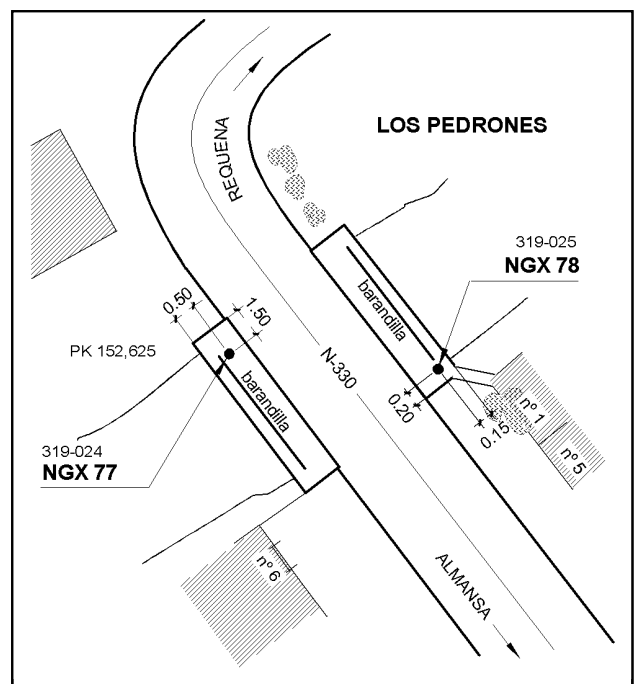 LOS PEDRONES
REQUENA
319-025
NGX 78
barandilla
0.50
1.50
PK 152,625
N-330
barandilla
0.20
0.15
nº 1
nº 5
319-024
NGX 77
nº 6
ALMANSA